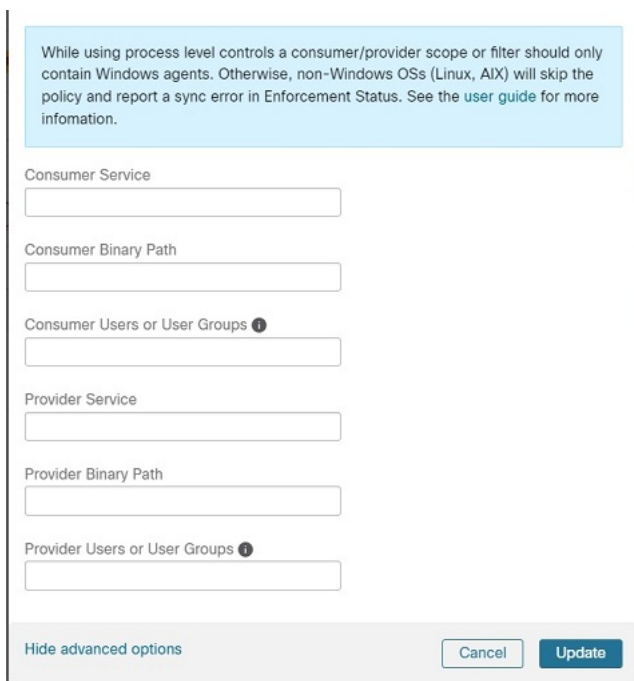 While using process level controls a consumer/provider scope or filter should only
contain Windows agents. Otherwise, non-Windows OSs (Linux, AIX) will skip the
policy and report a sync error in Enforcement Status. See the user guide for more
infomation.
Consumer Service
Consumer Binary Path
Consumer Users or User Groups
Provider Service
Provider Binary Path
Provider Users or User Groups
Hide advanced options
Cancel
Update